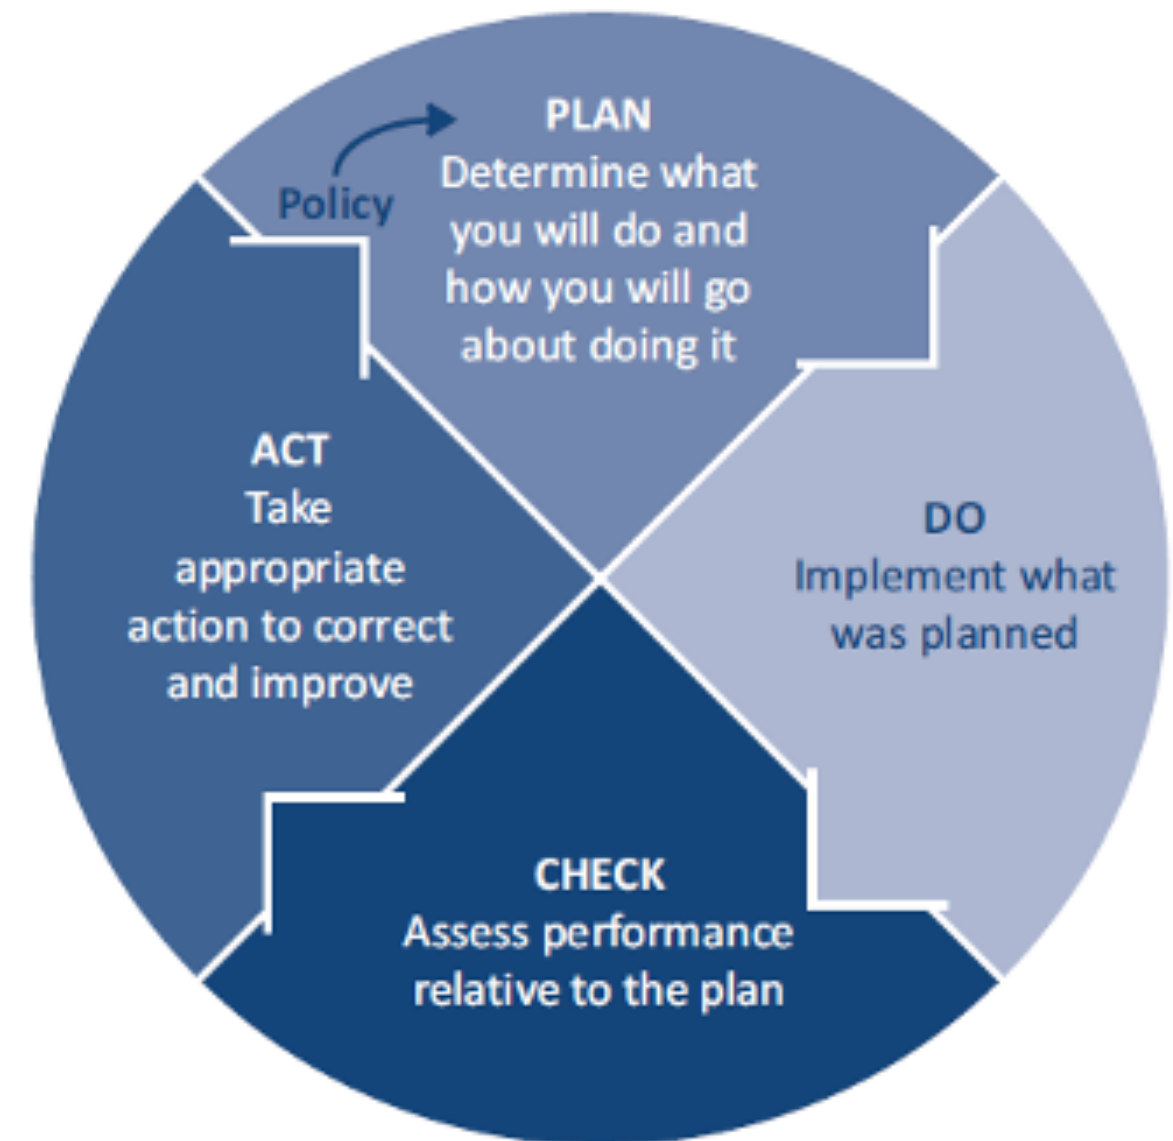 PLAN
Determine what
you will do and
how you will go
about doing it
Policy
DO
Implement what
was planned
CHECK
Assess performance
relative to the plan
ACT
Take
appropriate
action to correct
and improve